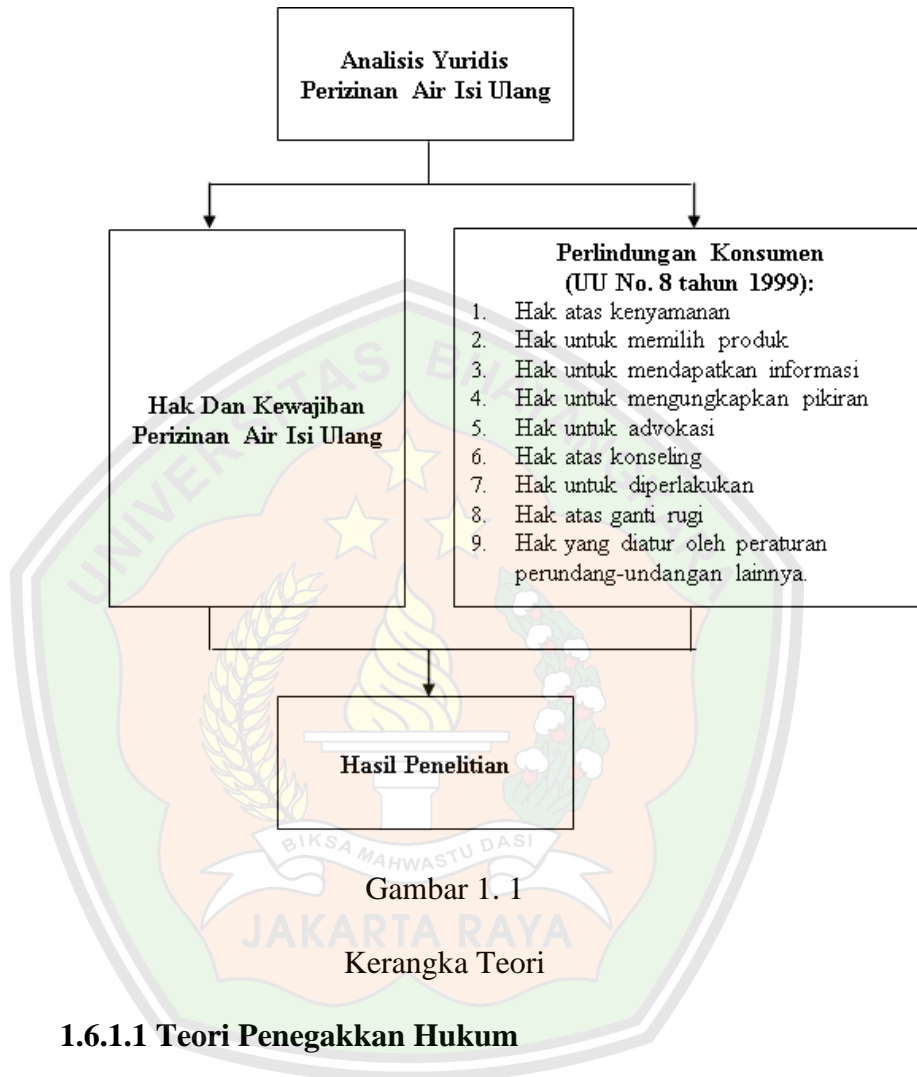 Analisis Yuridis
Perizinan Air Isi Ulang
Hak Dan Kewajiban
Perizinan Air Isi Ulang
Perlindungan Konsumen
(UU No. 8 tahun 1999):
1. Hak atas kenyamanan
2. Hak untuk memilih produk
3. Hak untuk mendapatkan informasi
4. Hak untuk mengungkapkan pikiran
5. Hak untuk advokasi
6. Hak atas konseling
7. Hak untuk diperlakukan
8. Hak atas ganti rugi
9. Hak yang diatur oleh peraturan
perundang-undangan lainnya.
Hasil Penelitian
UNIVERSITAS BHAYANGKARA
BIKSA MAHWASTU DASI
JAKARTA RAYA
Gambar 1. 1
Kerangka Teori
1.6.1.1 Teori Penegakkan Hukum